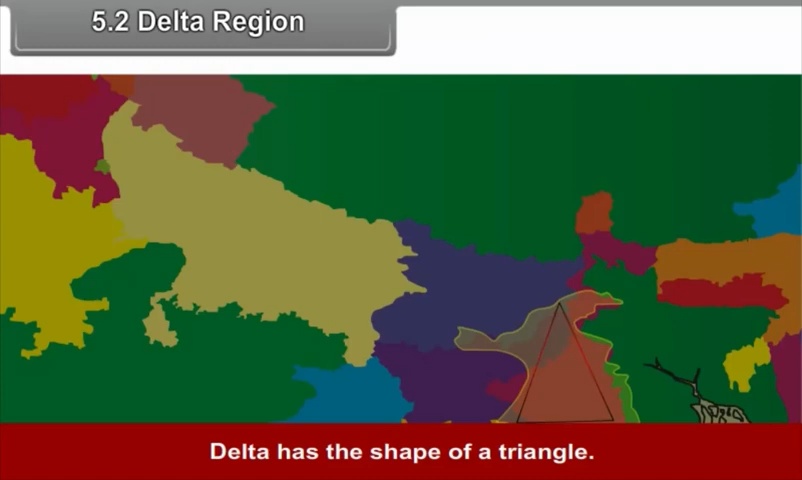 5.2 Delta Region
Delta has the shape of a triangle.